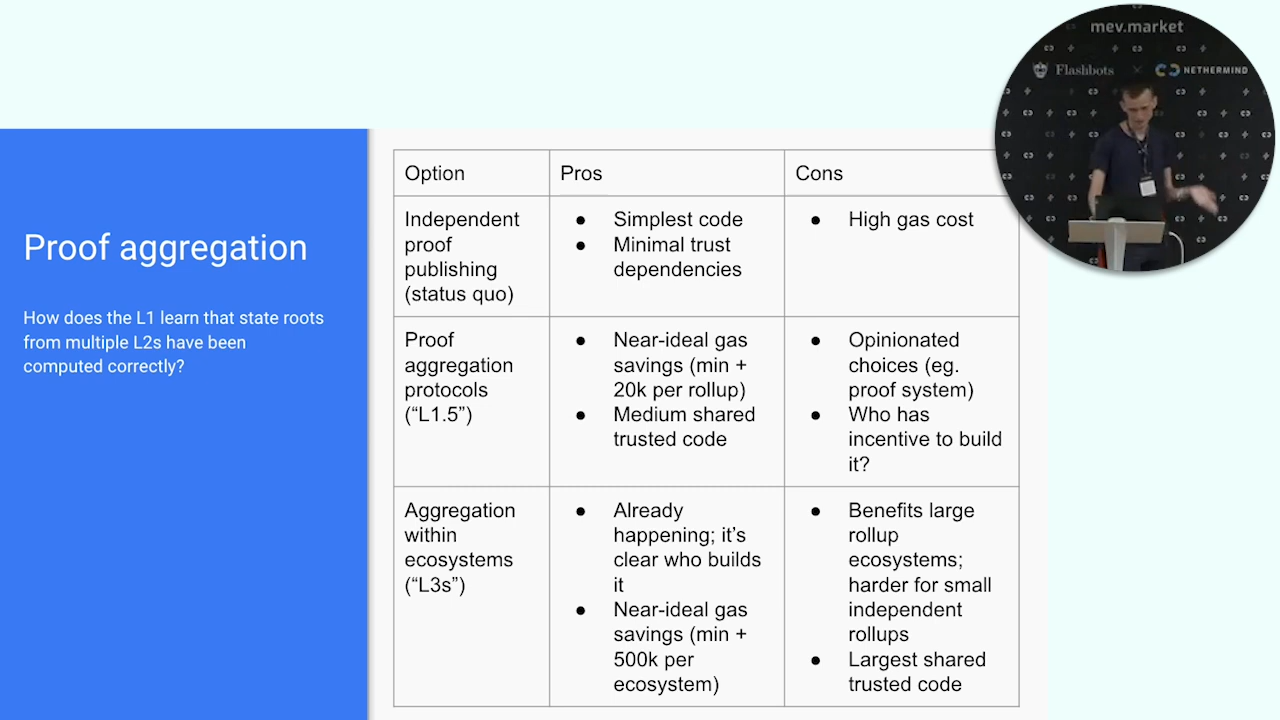 mev.market
Flashbots
NETHERMIND
Proof aggregation
How does the L1 learn that state roots
from multiple L2s have been
computed correctly?
Option
Pros
Cons
Independent
proof
publishing
(status quo)
● Simplest code
● Minimal trust
dependencies
● High gas cost
Proof
aggregation
protocols
(“L1.5”)
● Near-ideal gas
savings (min +
20k per rollup)
● Medium shared
trusted code
● Opinionated
choices (eg.
proof system)
● Who has
incentive to build
it?
Aggregation
within
ecosystems
(“L3s”)
● Already
happening; it’s
clear who builds
it
● Near-ideal gas
savings (min +
500k per
ecosystem)
● Benefits large
rollup
ecosystems;
harder for small
independent
rollups
● Largest shared
trusted code